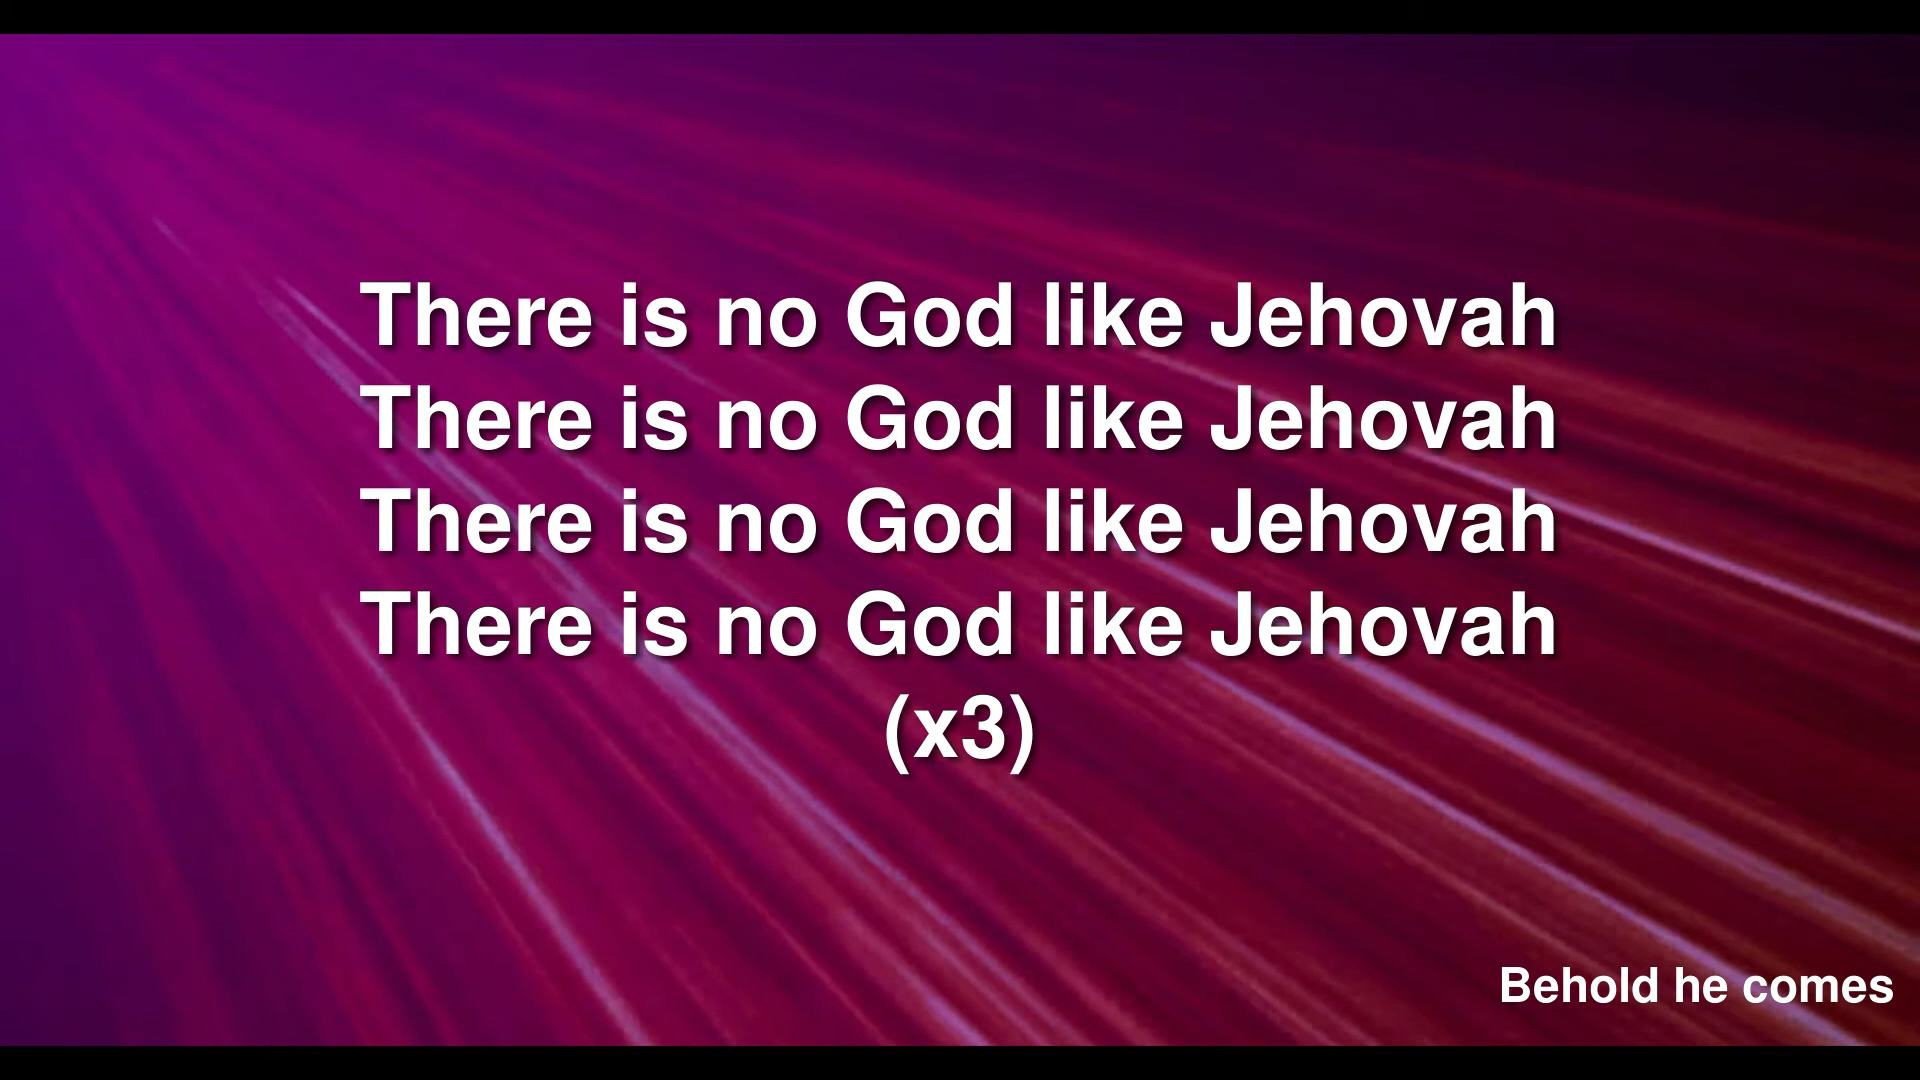 There is no God like Jehovah
There is no God like Jehovah
There is no God like Jehovah
There is no God like Jehovah
(x3)
Behold he comes